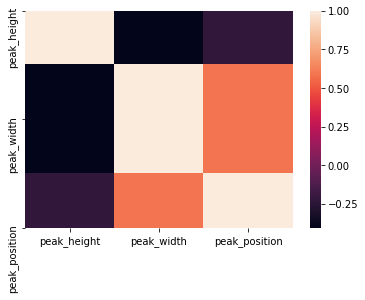 peak_height
peak_width
peak_position
peak_height
peak_width
peak_position
1.00
0.75
0.50
0.25
0.00
−0.25